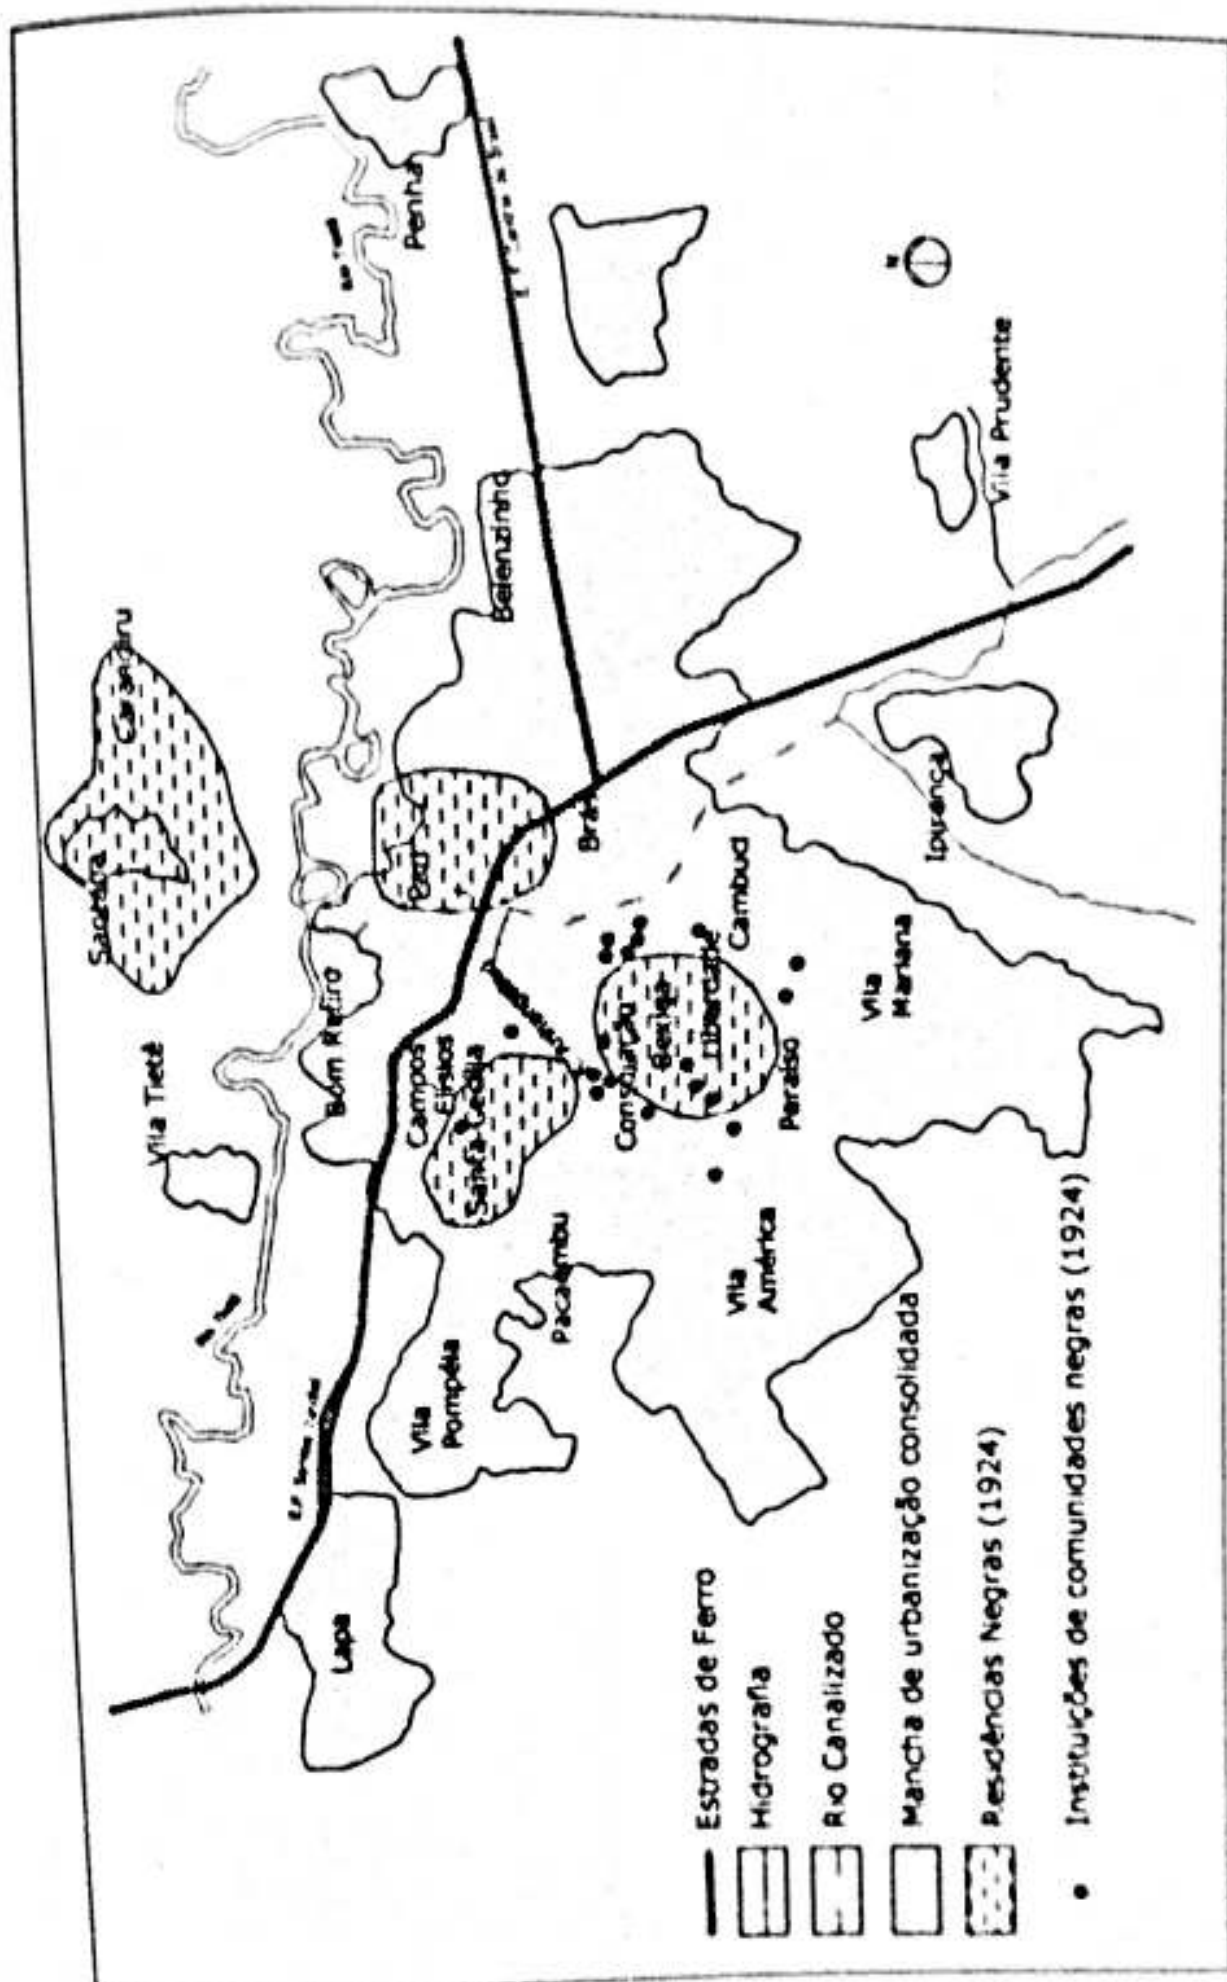 Santana
Carandiru
Vila Tietê
Bom Retiro
Pari
Penha
Belenzinho
Brás
Lapa
Vila
Pompéia
Campos
Elísios
Santa Cecília
Pacaembu
Consolação
Bexiga
Liberdade
Cambuci
Paraíso
Vila
América
Vila
Mariana
Ipiranga
Vila Prudente
N
Estradas de Ferro
Hidrografia
Rio Canalizado
Mancha de urbanização consolidada
Residências Negras (1924)
Instituições de comunidades negras (1924)